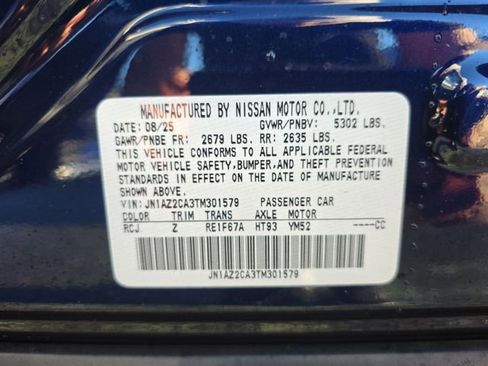 MANUFACTURED BY NISSAN MOTOR CO.,LTD.
DATE: 08/25 GVWR/PNBV: 5302 LBS.
GAWR/PNBE FR: 2679 LBS. RR: 2635 LBS.
THIS VEHICLE CONFORMS TO ALL APPLICABLE FEDERAL
MOTOR VEHICLE SAFETY,BUMPER,AND THEFT PREVENTION
STANDARDS IN EFFECT ON THE DATE OF MANUFACTURE
SHOWN ABOVE.
VIN: JN1AZ2CA3TM301579 PASSENGER CAR
COLOR TRIM TRANS AXLE MOTOR
RCJ Z RE1F67A HT93 YM52 ----CC
JN1AZ2CA3TM301579